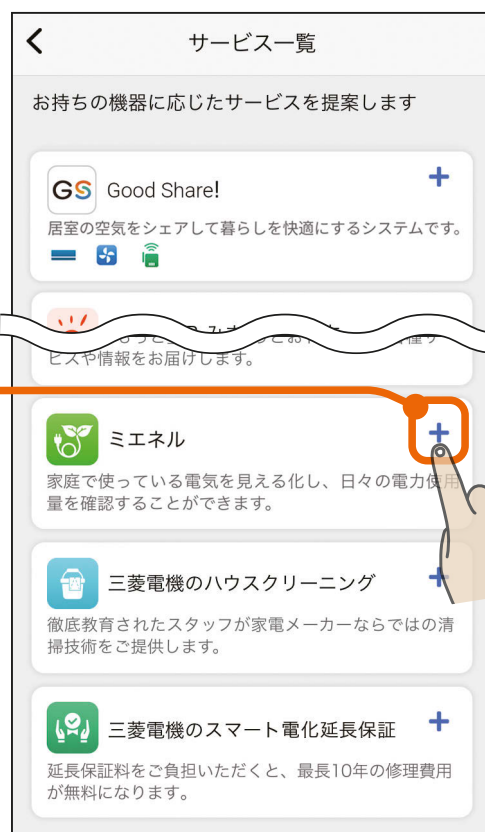 サービス一覧
お持ちの機器に応じたサービスを提案します
GS Good Share!
居室の空気をシェアして暮らしを快適にするシステムです。
ビスや情報をお届けします。
ミエネル
家庭で使っている電気を見える化し、日々の電力使用
量を確認することができます。
三菱電機のハウスクリーニング
徹底教育されたスタッフが家電メーカーならではの清
掃技術をご提供します。
三菱電機のスマート電化延長保証
延長保証料をご負担いただくと、最長10年の修理費用
が無料になります。